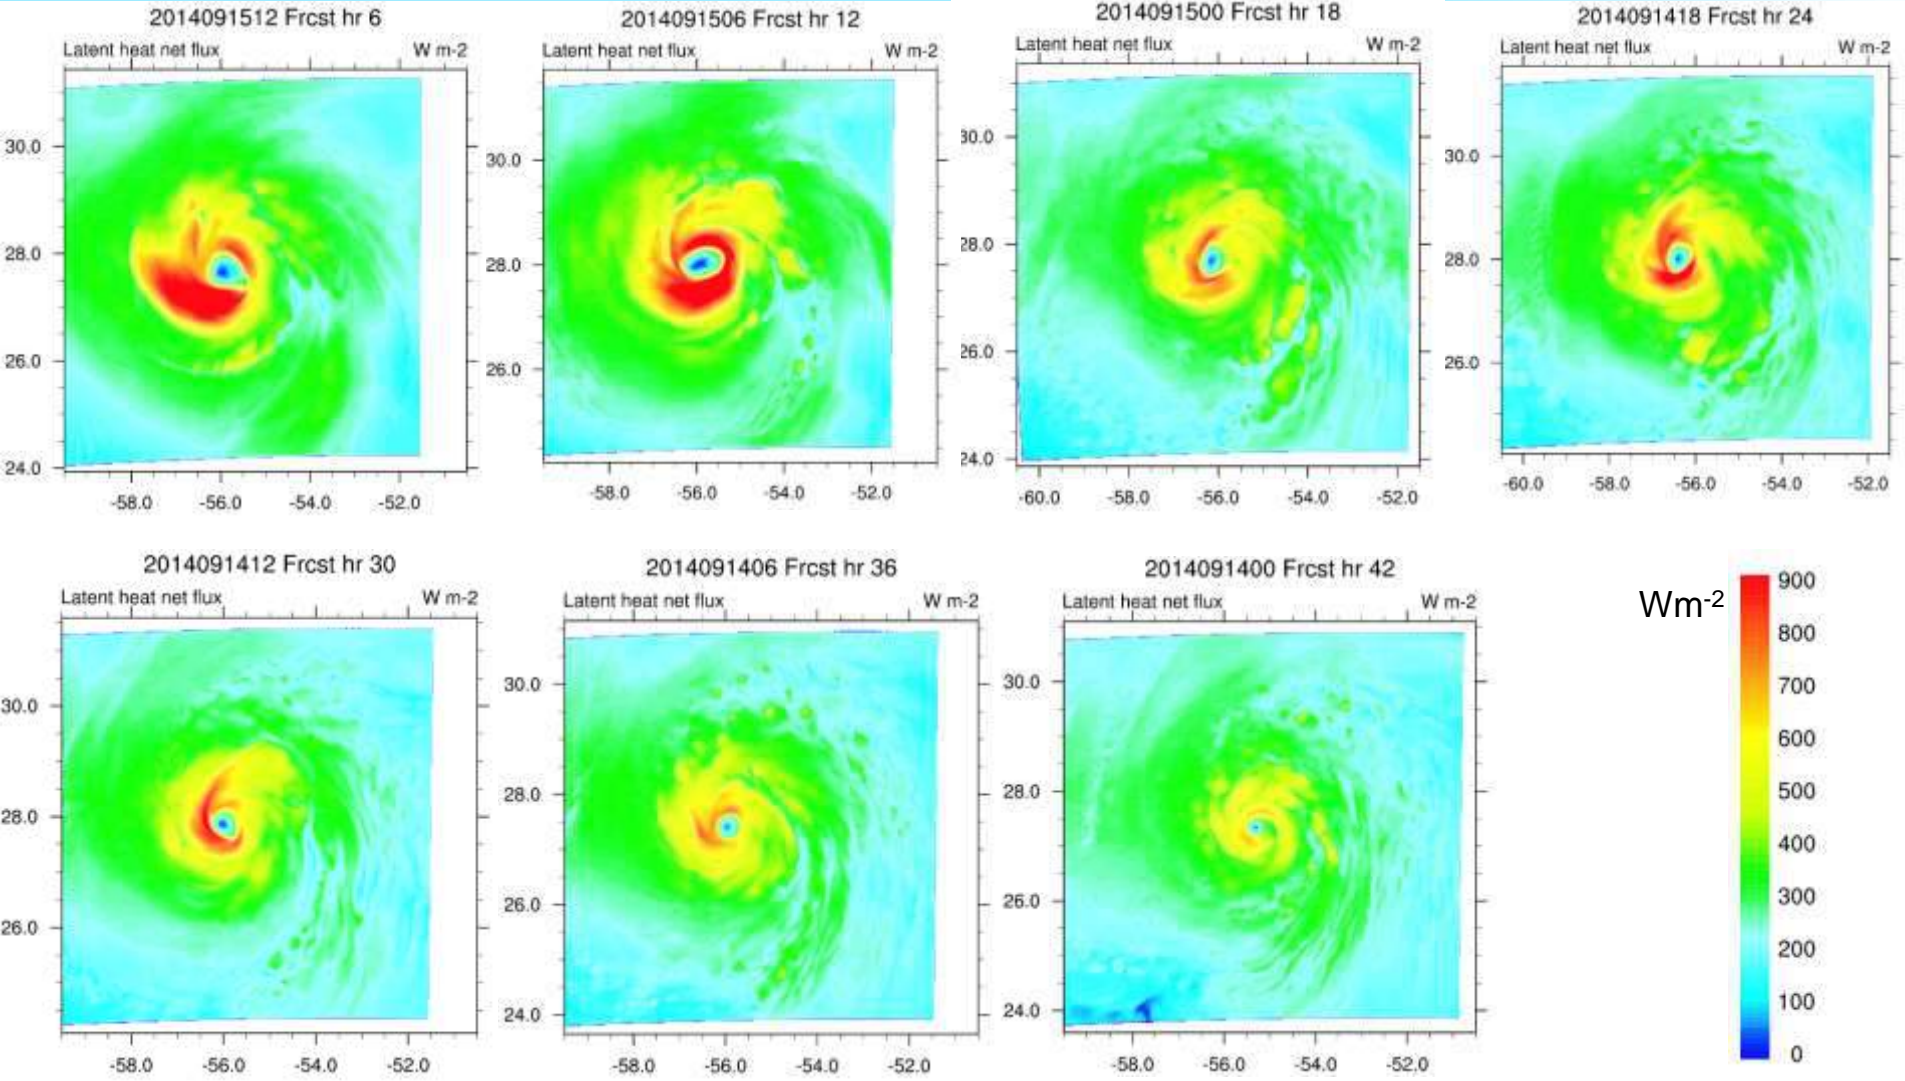 2014091512 Frcst hr 6
Latent heat net flux W m-2
30.0
28.0
26.0
24.0
-58.0 -56.0 -54.0 -52.0
2014091506 Frcst hr 12
Latent heat net flux W m-2
30.0
28.0
26.0
-58.0 -56.0 -54.0 -52.0
2014091500 Frcst hr 18
Latent heat net flux W m-2
30.0
28.0
26.0
24.0
-60.0 -58.0 -56.0 -54.0 -52.0
2014091418 Frcst hr 24
Latent heat net flux W m-2
30.0
28.0
26.0
-60.0 -58.0 -56.0 -54.0 -52.0
2014091412 Frcst hr 30
Latent heat net flux W m-2
30.0
28.0
26.0
-58.0 -56.0 -54.0 -52.0
2014091406 Frcst hr 36
Latent heat net flux W m-2
30.0
28.0
26.0
24.0
-58.0 -56.0 -54.0 -52.0
2014091400 Frcst hr 42
Latent heat net flux W m-2
30.0
28.0
26.0
24.0
-58.0 -56.0 -54.0 -52.0
Wm-2
900
800
700
600
500
400
300
200
100
0